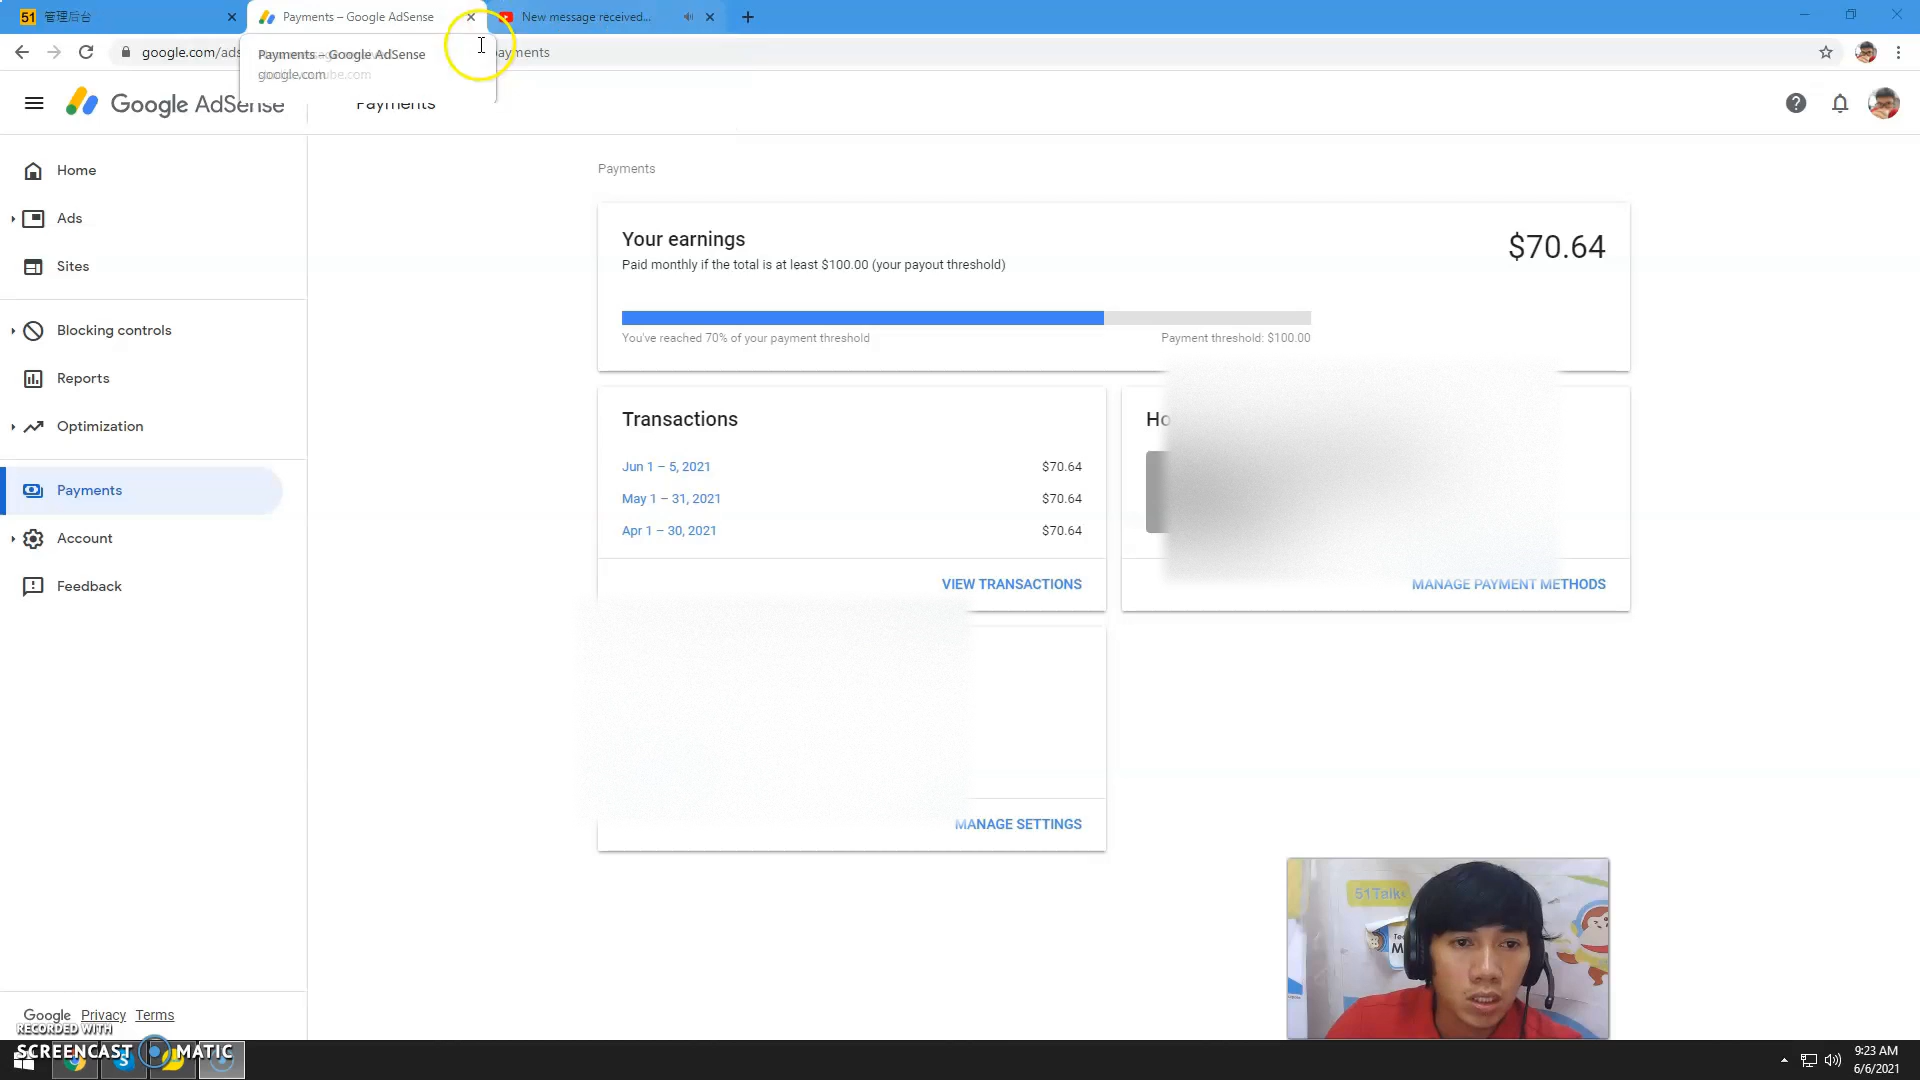 51 管理后台
Payments – Google AdSense
New message received...
google.com/ads
payments
Payments – Google AdSense
google.com
Google AdSense
Payments
Home
Ads
Sites
Blocking controls
Reports
Optimization
Payments
Account
Feedback
Payments
Your earnings
$70.64
Paid monthly if the total is at least $100.00 (your payout threshold)
You've reached 70% of your payment threshold
Payment threshold: $100.00
Transactions
Jun 1 – 5, 2021 $70.64
May 1 – 31, 2021 $70.64
Apr 1 – 30, 2021 $70.64
VIEW TRANSACTIONS
Ho
MANAGE PAYMENT METHODS
MANAGE SETTINGS
51Talk
Google Privacy Terms
RECORDED WITH
SCREENCAST MATIC
9:23 AM
6/6/2021